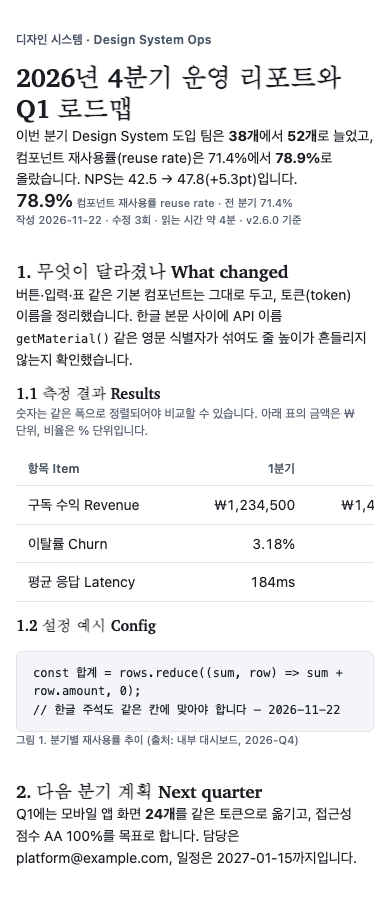 디자인 시스템 · Design System Ops
2026년 4분기 운영 리포트와
Q1 로드맵
이번 분기 Design System 도입 팀은 38개에서 52개로 늘었고,
컴포넌트 재사용률(reuse rate)은 71.4%에서 78.9%로
올랐습니다. NPS는 42.5 → 47.8(+5.3pt)입니다.
78.9% 컴포넌트 재사용률 reuse rate · 전 분기 71.4%
작성 2026-11-22 · 수정 3회 · 읽는 시간 약 4분 · v2.6.0 기준
1. 무엇이 달라졌나 What changed
버튼·입력·표 같은 기본 컴포넌트는 그대로 두고, 토큰(token)
이름을 정리했습니다. 한글 본문 사이에 API 이름
getMaterial() 같은 영문 식별자가 섞여도 줄 높이가 흔들리지
않는지 확인했습니다.
1.1 측정 결과 Results
숫자는 같은 폭으로 정렬되어야 비교할 수 있습니다. 아래 표의 금액은 ₩
단위, 비율은 % 단위입니다.
항목 Item 1분기
구독 수익 Revenue ₩1,234,500 ₩1,4
이탈률 Churn 3.18%
평균 응답 Latency 184ms
1.2 설정 예시 Config
const 합계 = rows.reduce((sum, row) => sum +
row.amount, 0);
// 한글 주석도 같은 칸에 맞아야 합니다 — 2026-11-22
그림 1. 분기별 재사용률 추이 (출처: 내부 대시보드, 2026-Q4)
2. 다음 분기 계획 Next quarter
Q1에는 모바일 앱 화면 24개를 같은 토큰으로 옮기고, 접근성
점수 AA 100%를 목표로 합니다. 담당은
platform@example.com, 일정은 2027-01-15까지입니다.